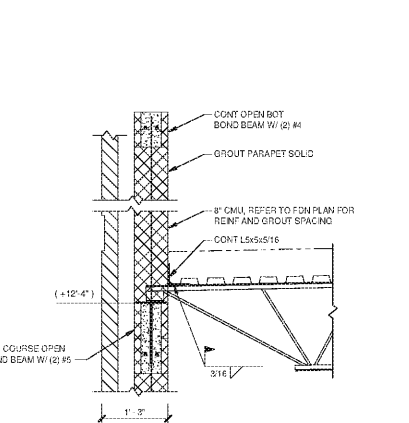 CONT OPEN BOT
BOND BEAM W/ (2) #4
GROUT PARAPET SOLID
8" CMU, REFER TO FDN PLAN FOR
REINF AND GROUT SPACING
CONT L5x5x5/16
(+12'-4")
COURSE OPEN
BEAM W/ (2) #5
3/16
1' - 3"